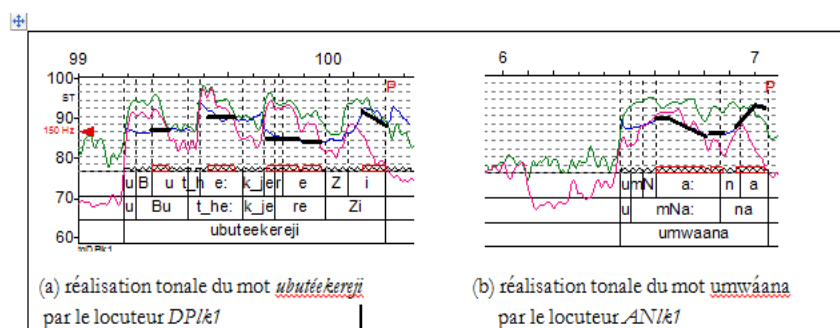 99 100
100
ST
90
150 Hz
80
70
60
P
u B u t_h e: k_j e r e Z i
u Bu t_he: k_je re Zi
ubuteekereji
mDPk1
6 7
P
u m N a: n a
u mNa: na
umwaana
(a) réalisation tonale du mot ubutéekereji
par le locuteur DPlk1
(b) réalisation tonale du mot umwáana
par le locuteur ANlk1